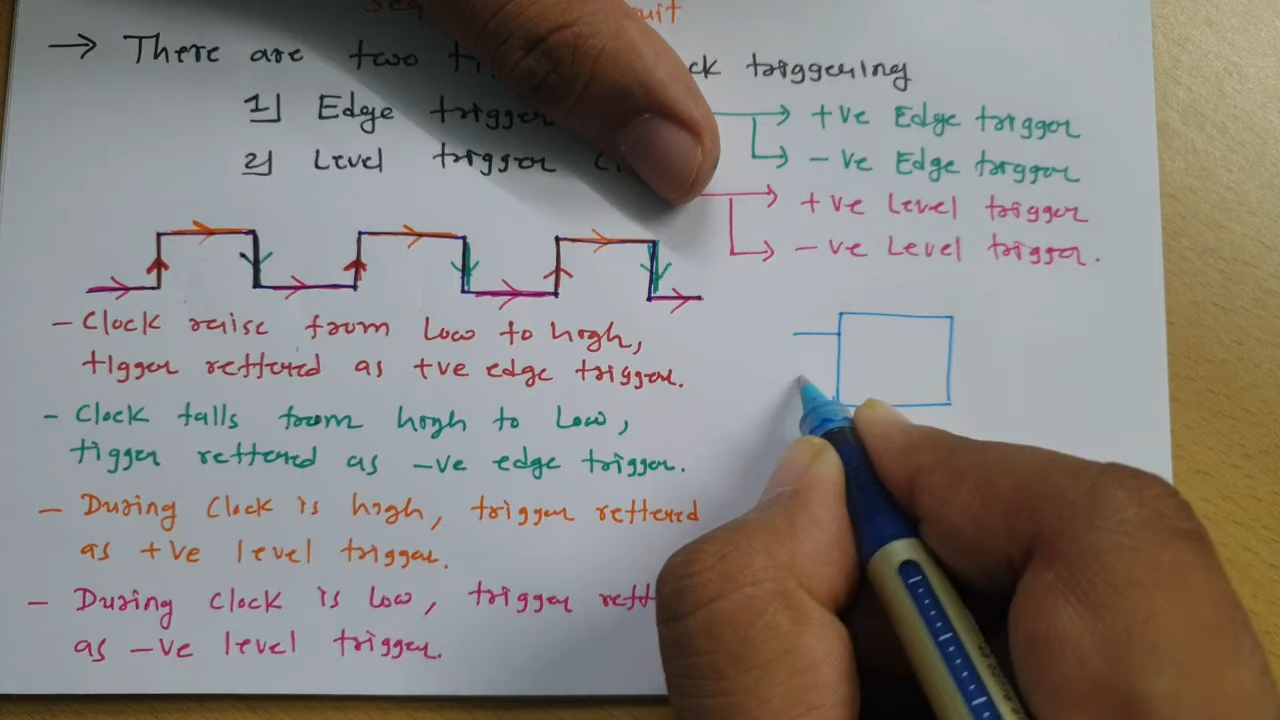 → There are two ck triggering
1] Edge trigger
2] Level trigger
+ve Edge trigger
-ve Edge trigger
+ve Level trigger
-ve Level trigger.
- Clock raise from Low to high,
tigger reffered as +ve edge trigger.
- Clock falls from high to Low,
tigger reffered as -ve edge trigger.
- During Clock is high, trigger reffered
as +ve level trigger.
- During Clock is Low, trigger reff
as -ve level trigger.